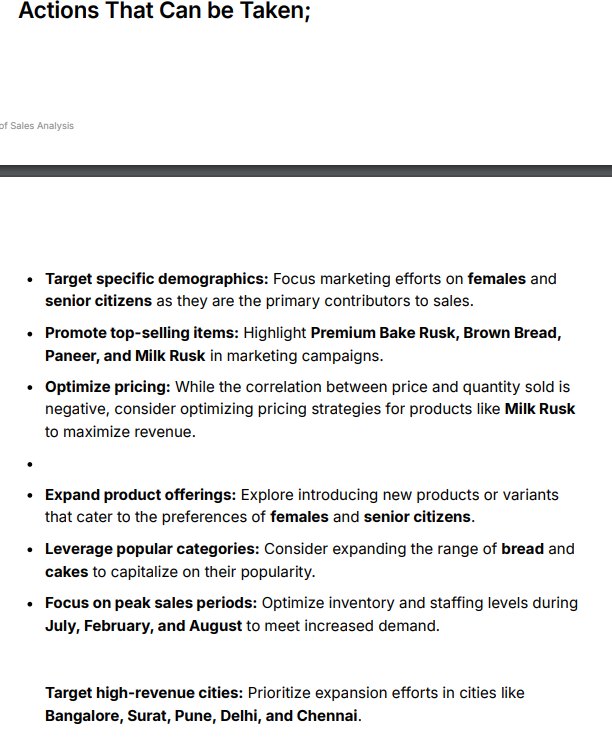 Actions That Can be Taken;
of Sales Analysis
• Target specific demographics: Focus marketing efforts on females and
senior citizens as they are the primary contributors to sales.
• Promote top-selling items: Highlight Premium Bake Rusk, Brown Bread,
Paneer, and Milk Rusk in marketing campaigns.
• Optimize pricing: While the correlation between price and quantity sold is
negative, consider optimizing pricing strategies for products like Milk Rusk
to maximize revenue.
•
• Expand product offerings: Explore introducing new products or variants
that cater to the preferences of females and senior citizens.
• Leverage popular categories: Consider expanding the range of bread and
cakes to capitalize on their popularity.
• Focus on peak sales periods: Optimize inventory and staffing levels during
July, February, and August to meet increased demand.
Target high-revenue cities: Prioritize expansion efforts in cities like
Bangalore, Surat, Pune, Delhi, and Chennai.